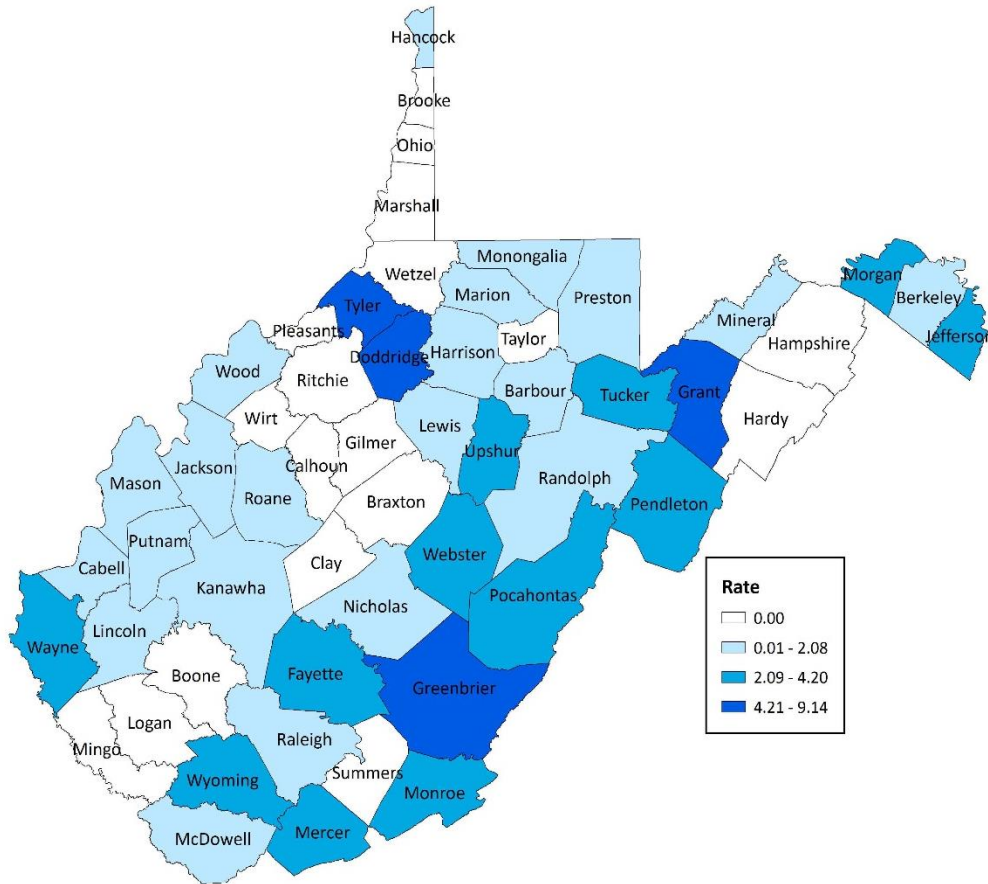 Hancock
Brooke
Ohio
Marshall
Wetzel
Monongalia
Marion
Preston
Tyler
Pleasants
Doddridge
Harrison
Taylor
Mineral
Hampshire
Morgan
Berkeley
Jefferson
Wood
Ritchie
Barbour
Tucker
Grant
Hardy
Wirt
Gilmer
Lewis
Upshur
Calhoun
Jackson
Randolph
Mason
Roane
Braxton
Pendleton
Putnam
Webster
Cabell
Clay
Kanawha
Pocahontas
Nicholas
Lincoln
Wayne
Boone
Fayette
Greenbrier
Logan
Mingo
Raleigh
Summers
Wyoming
Monroe
Mercer
McDowell
Rate
0.00
0.01 - 2.08
2.09 - 4.20
4.21 - 9.14